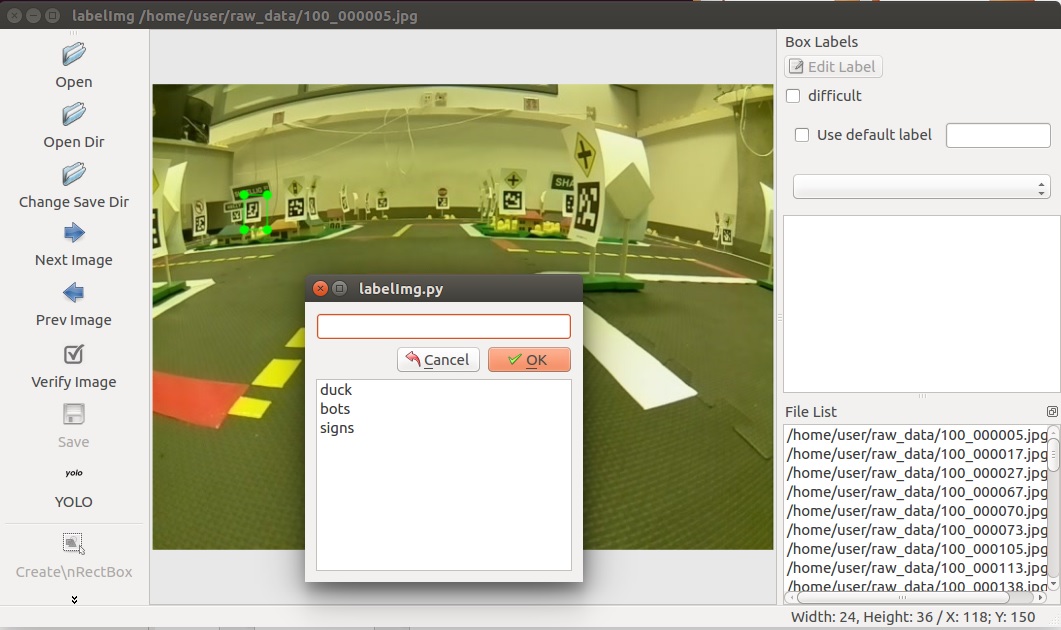 labelImg /home/user/raw_data/100_000005.jpg
Open
Open Dir
Change Save Dir
Next Image
Prev Image
Verify Image
Save
yolo
YOLO
Create\nRectBox
labelImg.py
Cancel
OK
duck
bots
signs
Box Labels
Edit Label
difficult
Use default label
File List
/home/user/raw_data/100_000005.jpg
/home/user/raw_data/100_000017.jpg
/home/user/raw_data/100_000027.jpg
/home/user/raw_data/100_000067.jpg
/home/user/raw_data/100_000070.jpg
/home/user/raw_data/100_000073.jpg
/home/user/raw_data/100_000105.jpg
/home/user/raw_data/100_000113.jpg
/home/user/raw_data/100_000138.jpg
Width: 24, Height: 36 / X: 118; Y: 150